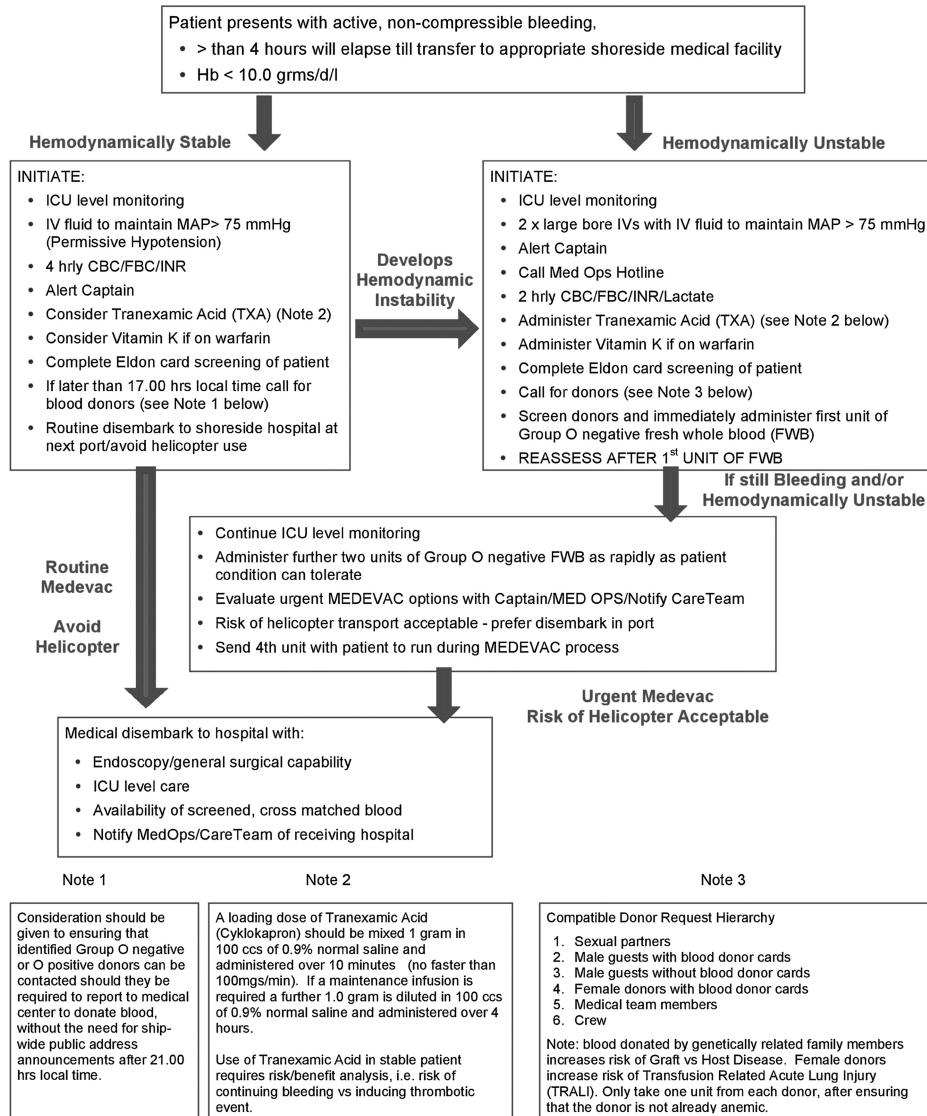 Patient presents with active, non-compressible bleeding,
• > than 4 hours will elapse till transfer to appropriate shoreside medical facility
• Hb < 10.0 grms/d/l
Hemodynamically Stable
Hemodynamically Unstable
INITIATE:
• ICU level monitoring
• IV fluid to maintain MAP> 75 mmHg
(Permissive Hypotension)
• 4 hrly CBC/FBC/INR
• Alert Captain
• Consider Tranexamic Acid (TXA) (Note 2)
• Consider Vitamin K if on warfarin
• Complete Eldon card screening of patient
• If later than 17.00 hrs local time call for
blood donors (see Note 1 below)
• Routine disembark to shoreside hospital at
next port/avoid helicopter use
Develops
Hemodynamic
Instability
INITIATE:
• ICU level monitoring
• 2 x large bore IVs with IV fluid to maintain MAP > 75 mmHg
• Alert Captain
• Call Med Ops Hotline
• 2 hrly CBC/FBC/INR/Lactate
• Administer Tranexamic Acid (TXA) (see Note 2 below)
• Administer Vitamin K if on warfarin
• Complete Eldon card screening of patient
• Call for donors (see Note 3 below)
• Screen donors and immediately administer first unit of
Group O negative fresh whole blood (FWB)
• REASSESS AFTER 1st UNIT OF FWB
If still Bleeding and/or
Hemodynamically Unstable
Routine
Medevac
Avoid
Helicopter
• Continue ICU level monitoring
• Administer further two units of Group O negative FWB as rapidly as patient
condition can tolerate
• Evaluate urgent MEDEVAC options with Captain/MED OPS/Notify CareTeam
• Risk of helicopter transport acceptable - prefer disembark in port
• Send 4th unit with patient to run during MEDEVAC process
Urgent Medevac
Risk of Helicopter Acceptable
Medical disembark to hospital with:
• Endoscopy/general surgical capability
• ICU level care
• Availability of screened, cross matched blood
• Notify MedOps/CareTeam of receiving hospital
Note 1
Consideration should be
given to ensuring that
identified Group O negative
or O positive donors can be
contacted should they be
required to report to medical
center to donate blood,
without the need for ship-
wide public address
announcements after 21.00
hrs local time.
Note 2
A loading dose of Tranexamic Acid
(Cyklokapron) should be mixed 1 gram in
100 ccs of 0.9% normal saline and
administered over 10 minutes (no faster than
100mgs/min). If a maintenance infusion is
required a further 1.0 gram is diluted in 100 ccs
of 0.9% normal saline and administered over 4
hours.
Use of Tranexamic Acid in stable patient
requires risk/benefit analysis, i.e. risk of
continuing bleeding vs inducing thrombotic
event.
Note 3
Compatible Donor Request Hierarchy
1. Sexual partners
2. Male guests with blood donor cards
3. Male guests without blood donor cards
4. Female donors with blood donor cards
5. Medical team members
6. Crew
Note: blood donated by genetically related family members
increases risk of Graft vs Host Disease. Female donors
increase risk of Transfusion Related Acute Lung Injury
(TRALI). Only take one unit from each donor, after ensuring
that the donor is not already anemic.